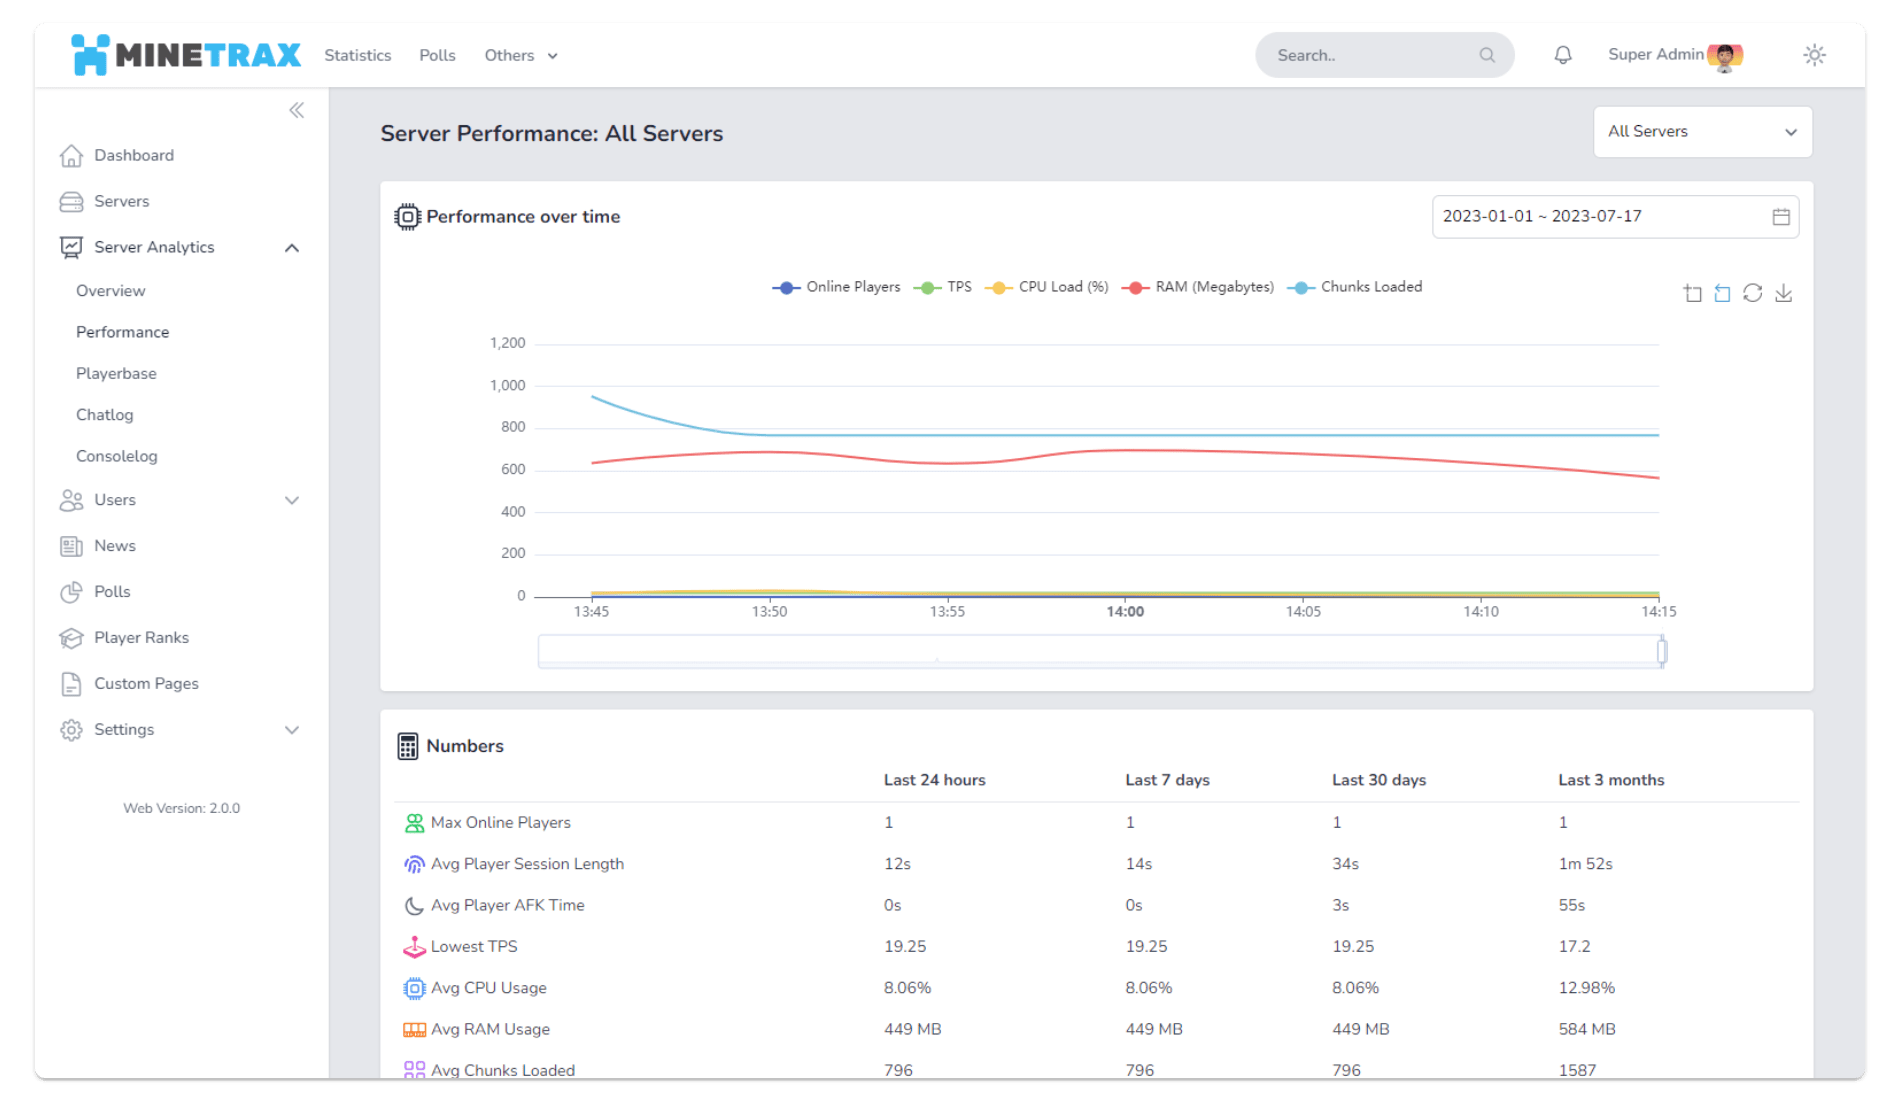 MINETRAX Statistics Polls Others Search.. Super Admin
Dashboard
Servers
Server Analytics
Overview
Performance
Playerbase
Chatlog
Consolelog
Users
News
Polls
Player Ranks
Custom Pages
Settings
Web Version: 2.0.0
Server Performance: All Servers All Servers
Performance over time 2023-01-01 ~ 2023-07-17
Online Players TPS CPU Load (%) RAM (Megabytes) Chunks Loaded
1,200
1,000
800
600
400
200
0
13:45 13:50 13:55 14:00 14:05 14:10 14:15
Numbers
Last 24 hours Last 7 days Last 30 days Last 3 months
Max Online Players 1 1 1 1
Avg Player Session Length 12s 14s 34s 1m 52s
Avg Player AFK Time 0s 0s 3s 55s
Lowest TPS 19.25 19.25 19.25 17.2
Avg CPU Usage 8.06% 8.06% 8.06% 12.98%
Avg RAM Usage 449 MB 449 MB 449 MB 584 MB
Avg Chunks Loaded 796 796 796 1587